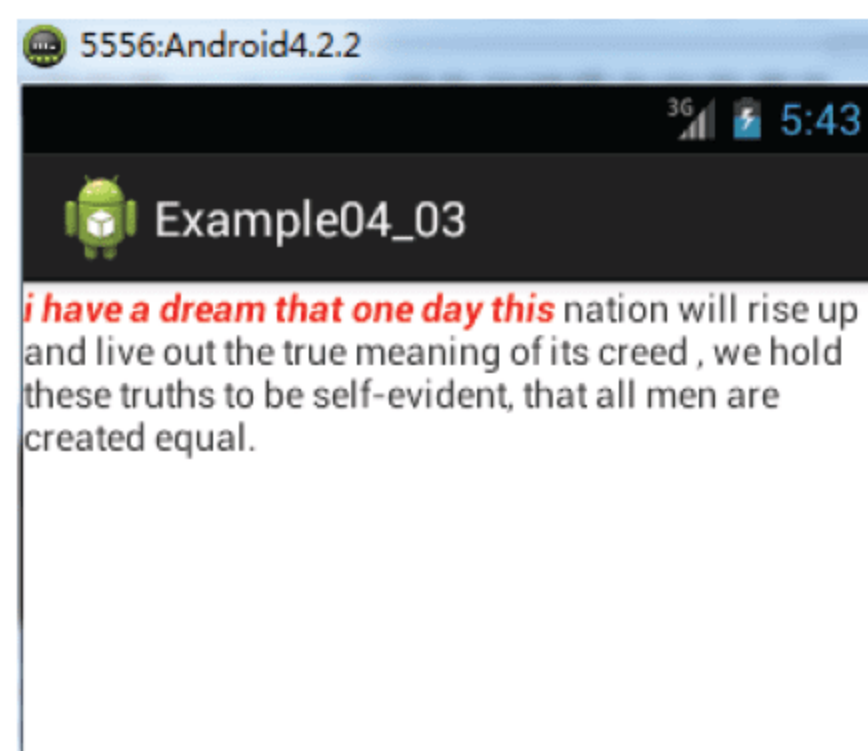 5556:Android4.2.2
3G 5:43
Example04_03
i have a dream that one day this nation will rise up
and live out the true meaning of its creed , we hold
these truths to be self-evident, that all men are
created equal.